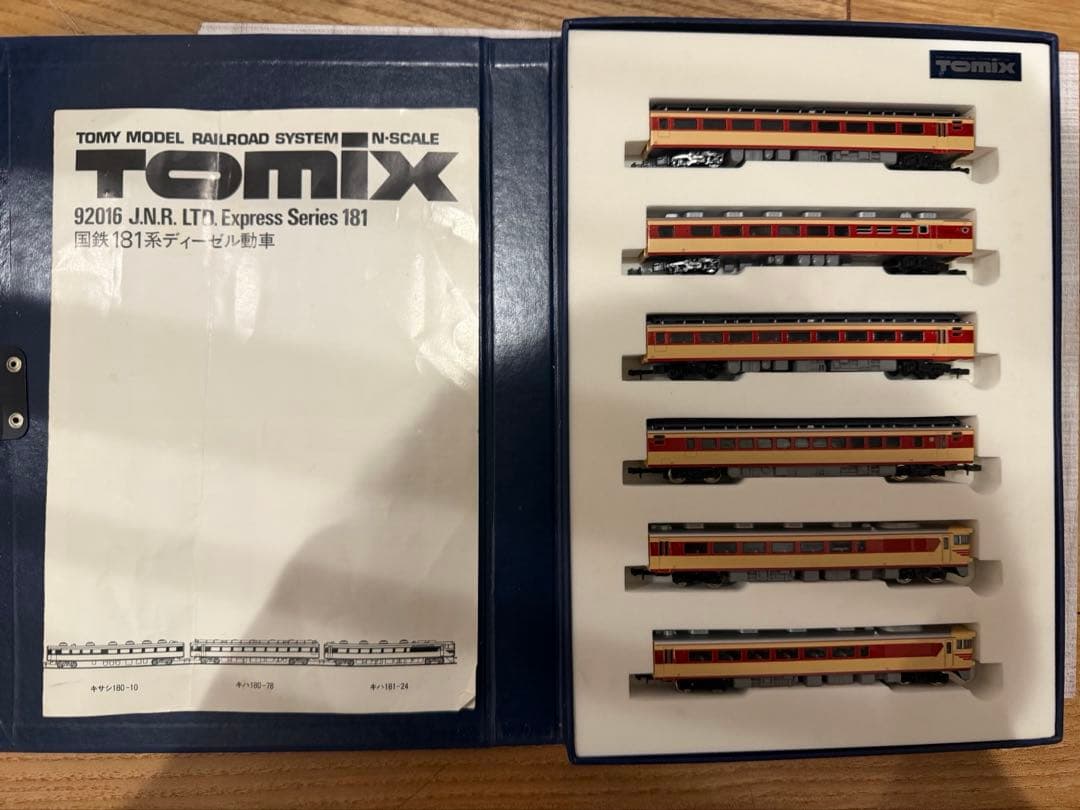 TOMY MODEL RAILROAD SYSTEM N·SCALE
TOMIX
92016 J.N.R. LTD. Express Series 181
国鉄181系ディーゼル動車
キサシ180-10
キハ180-78
キハ181-24
TOMIX